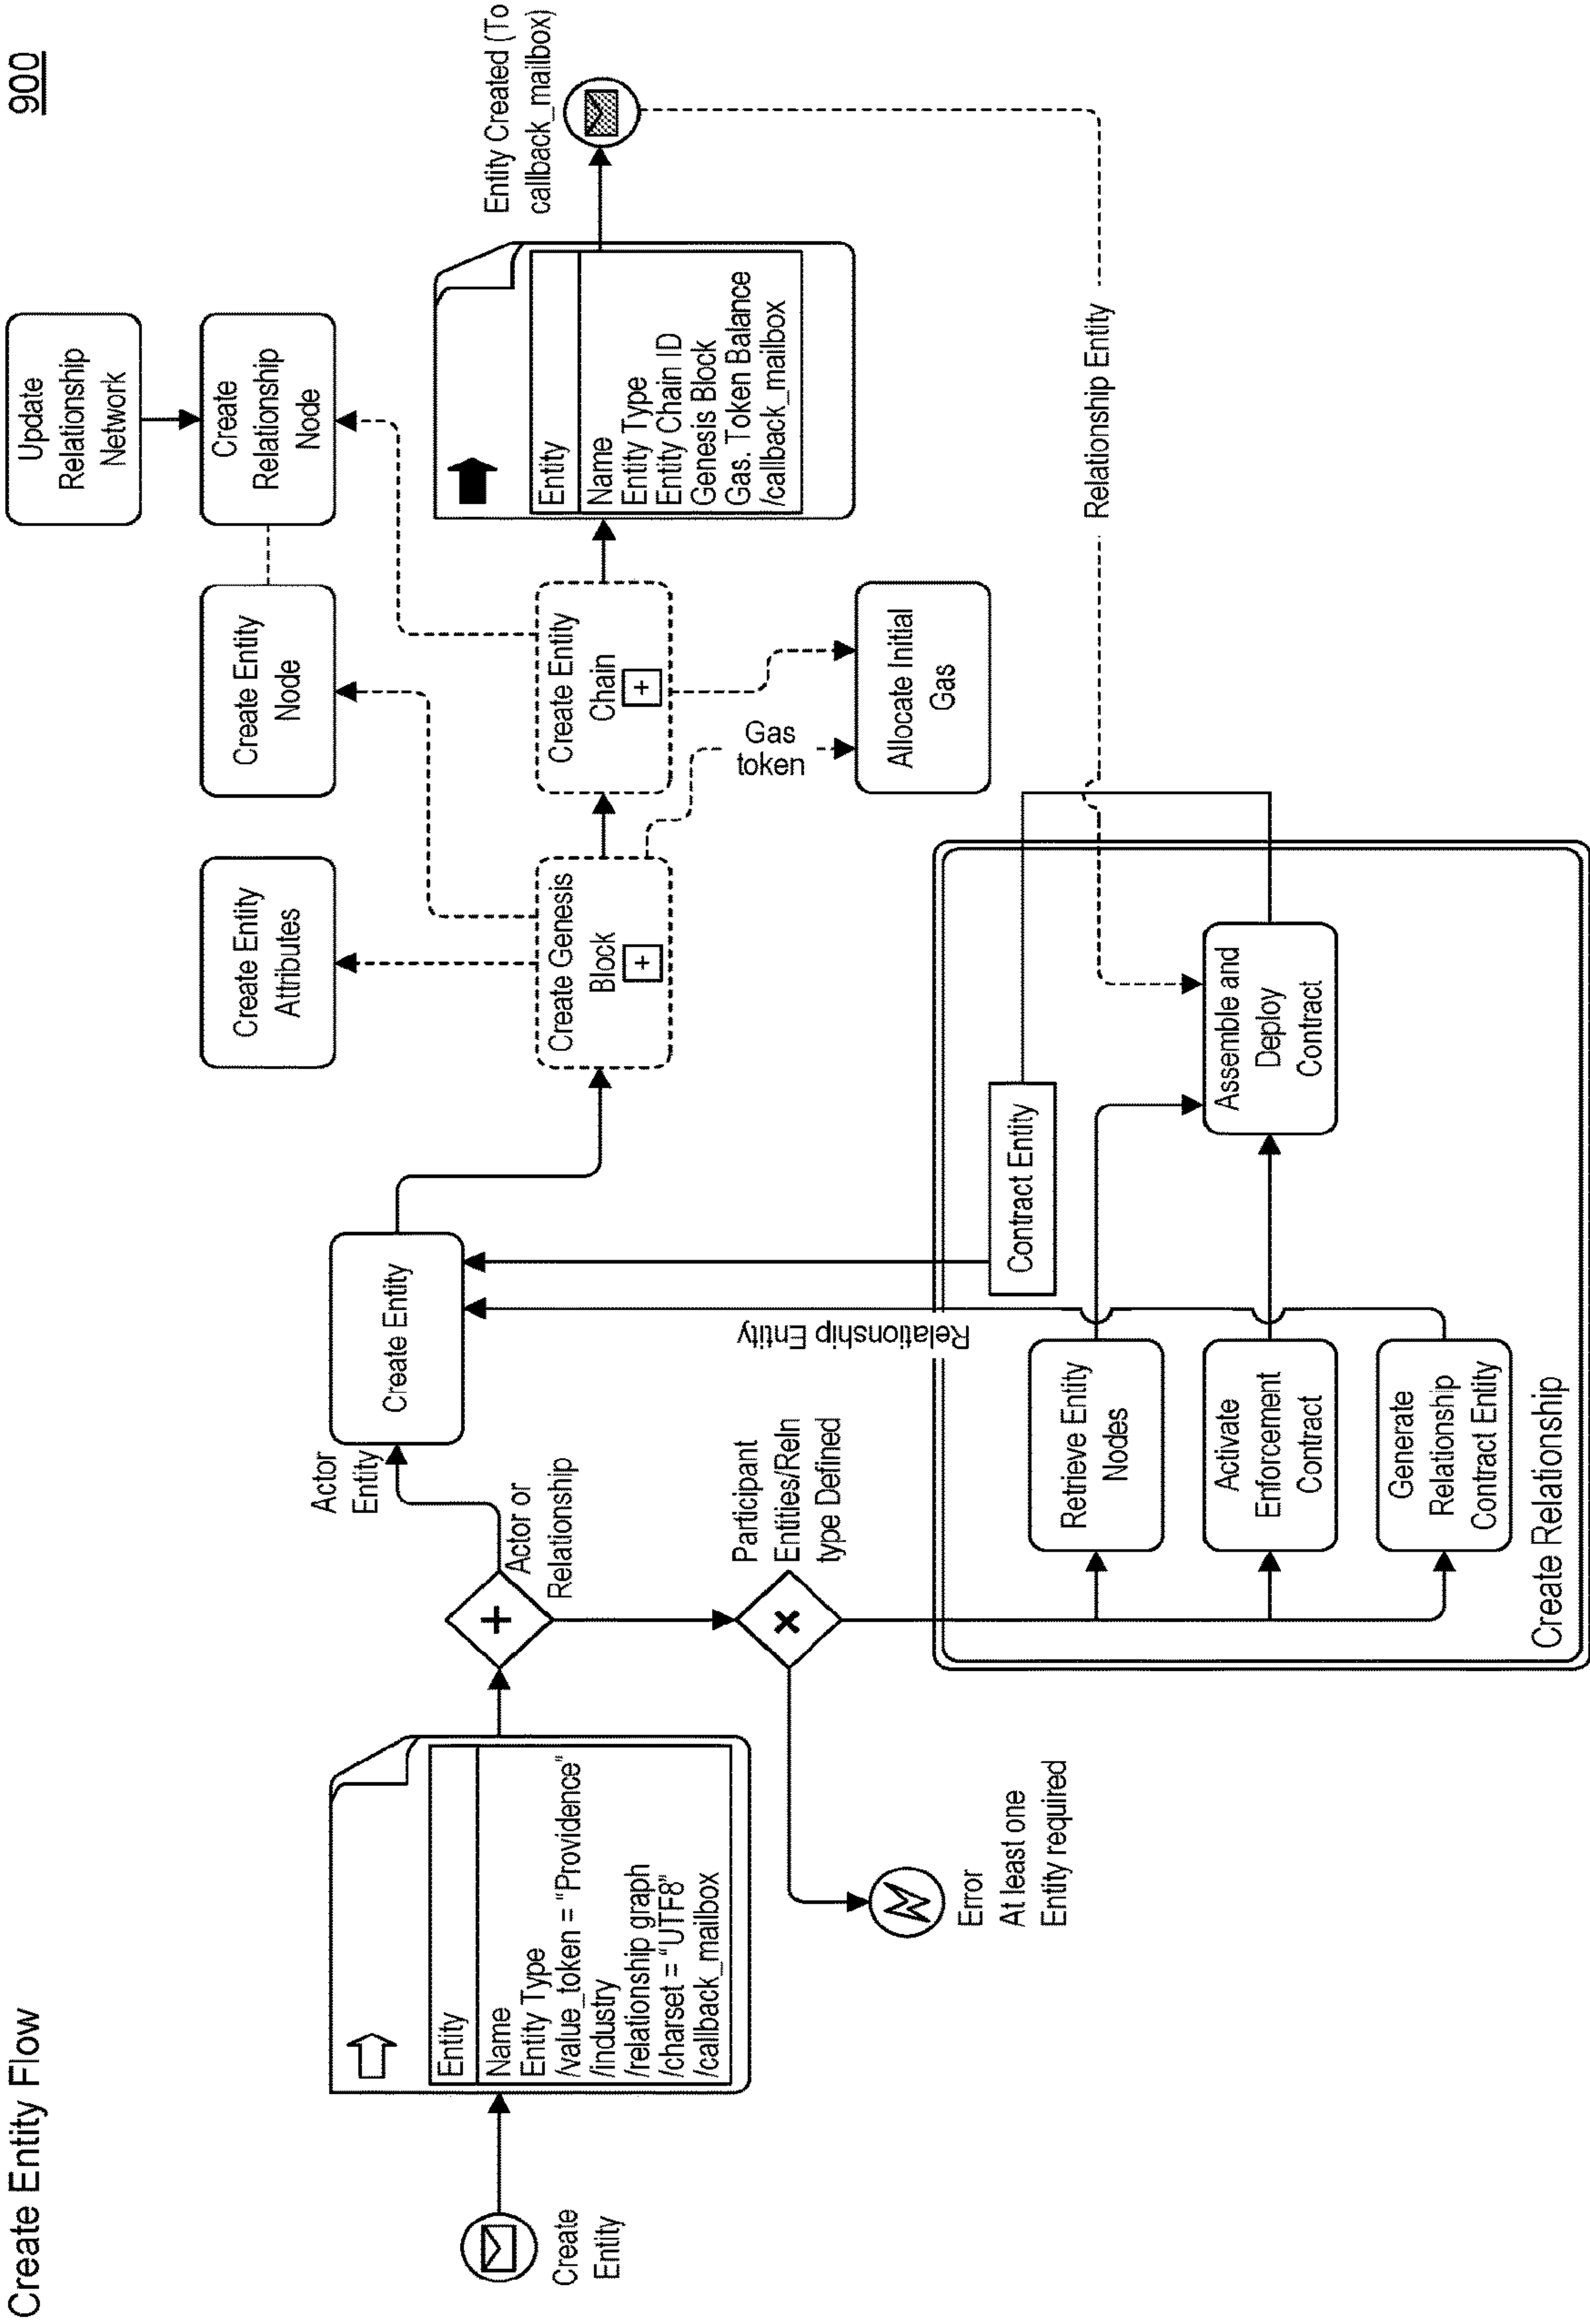 Create Entity Flow
900
Create
Entity
Entity
Name
Entity Type
/value_token = “Providence”
/industry
/relationship graph
/charset = “UTF8”
/callback_mailbox
Actor or
Relationship
Actor
Entity
Create Entity
Participant
Entities/Reln
type Defined
Error
At least one
Entity required
Relationship Entity
Contract Entity
Retrieve Entity
Nodes
Activate
Enforcement
Contract
Generate
Relationship
Contract Entity
Assemble and
Deploy
Contract
Create Relationship
Create Entity
Attributes
Create Genesis
Block
+
Create Entity
Node
Create Entity
Chain
+
Gas
token
Allocate Initial
Gas
Update
Relationship
Network
Create
Relationship
Node
Entity
Name
Entity Type
Entity Chain ID
Genesis Block
Gas. Token Balance
/callback_mailbox
Entity Created (To
callback_mailbox)
Relationship Entity